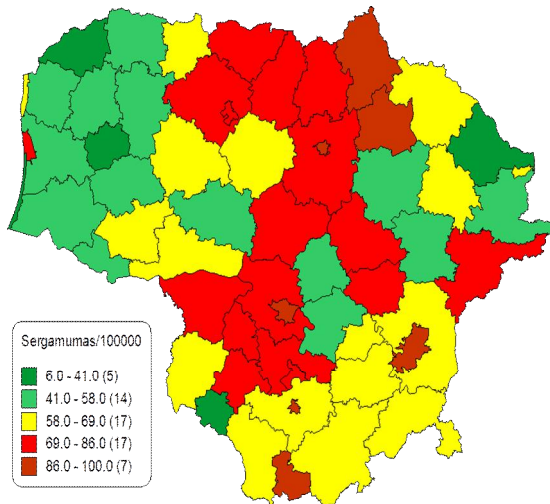 Sergamumas/100000
6.0 - 41.0 (5)
41.0 - 58.0 (14)
58.0 - 69.0 (17)
69.0 - 86.0 (17)
86.0 - 100.0 (7)